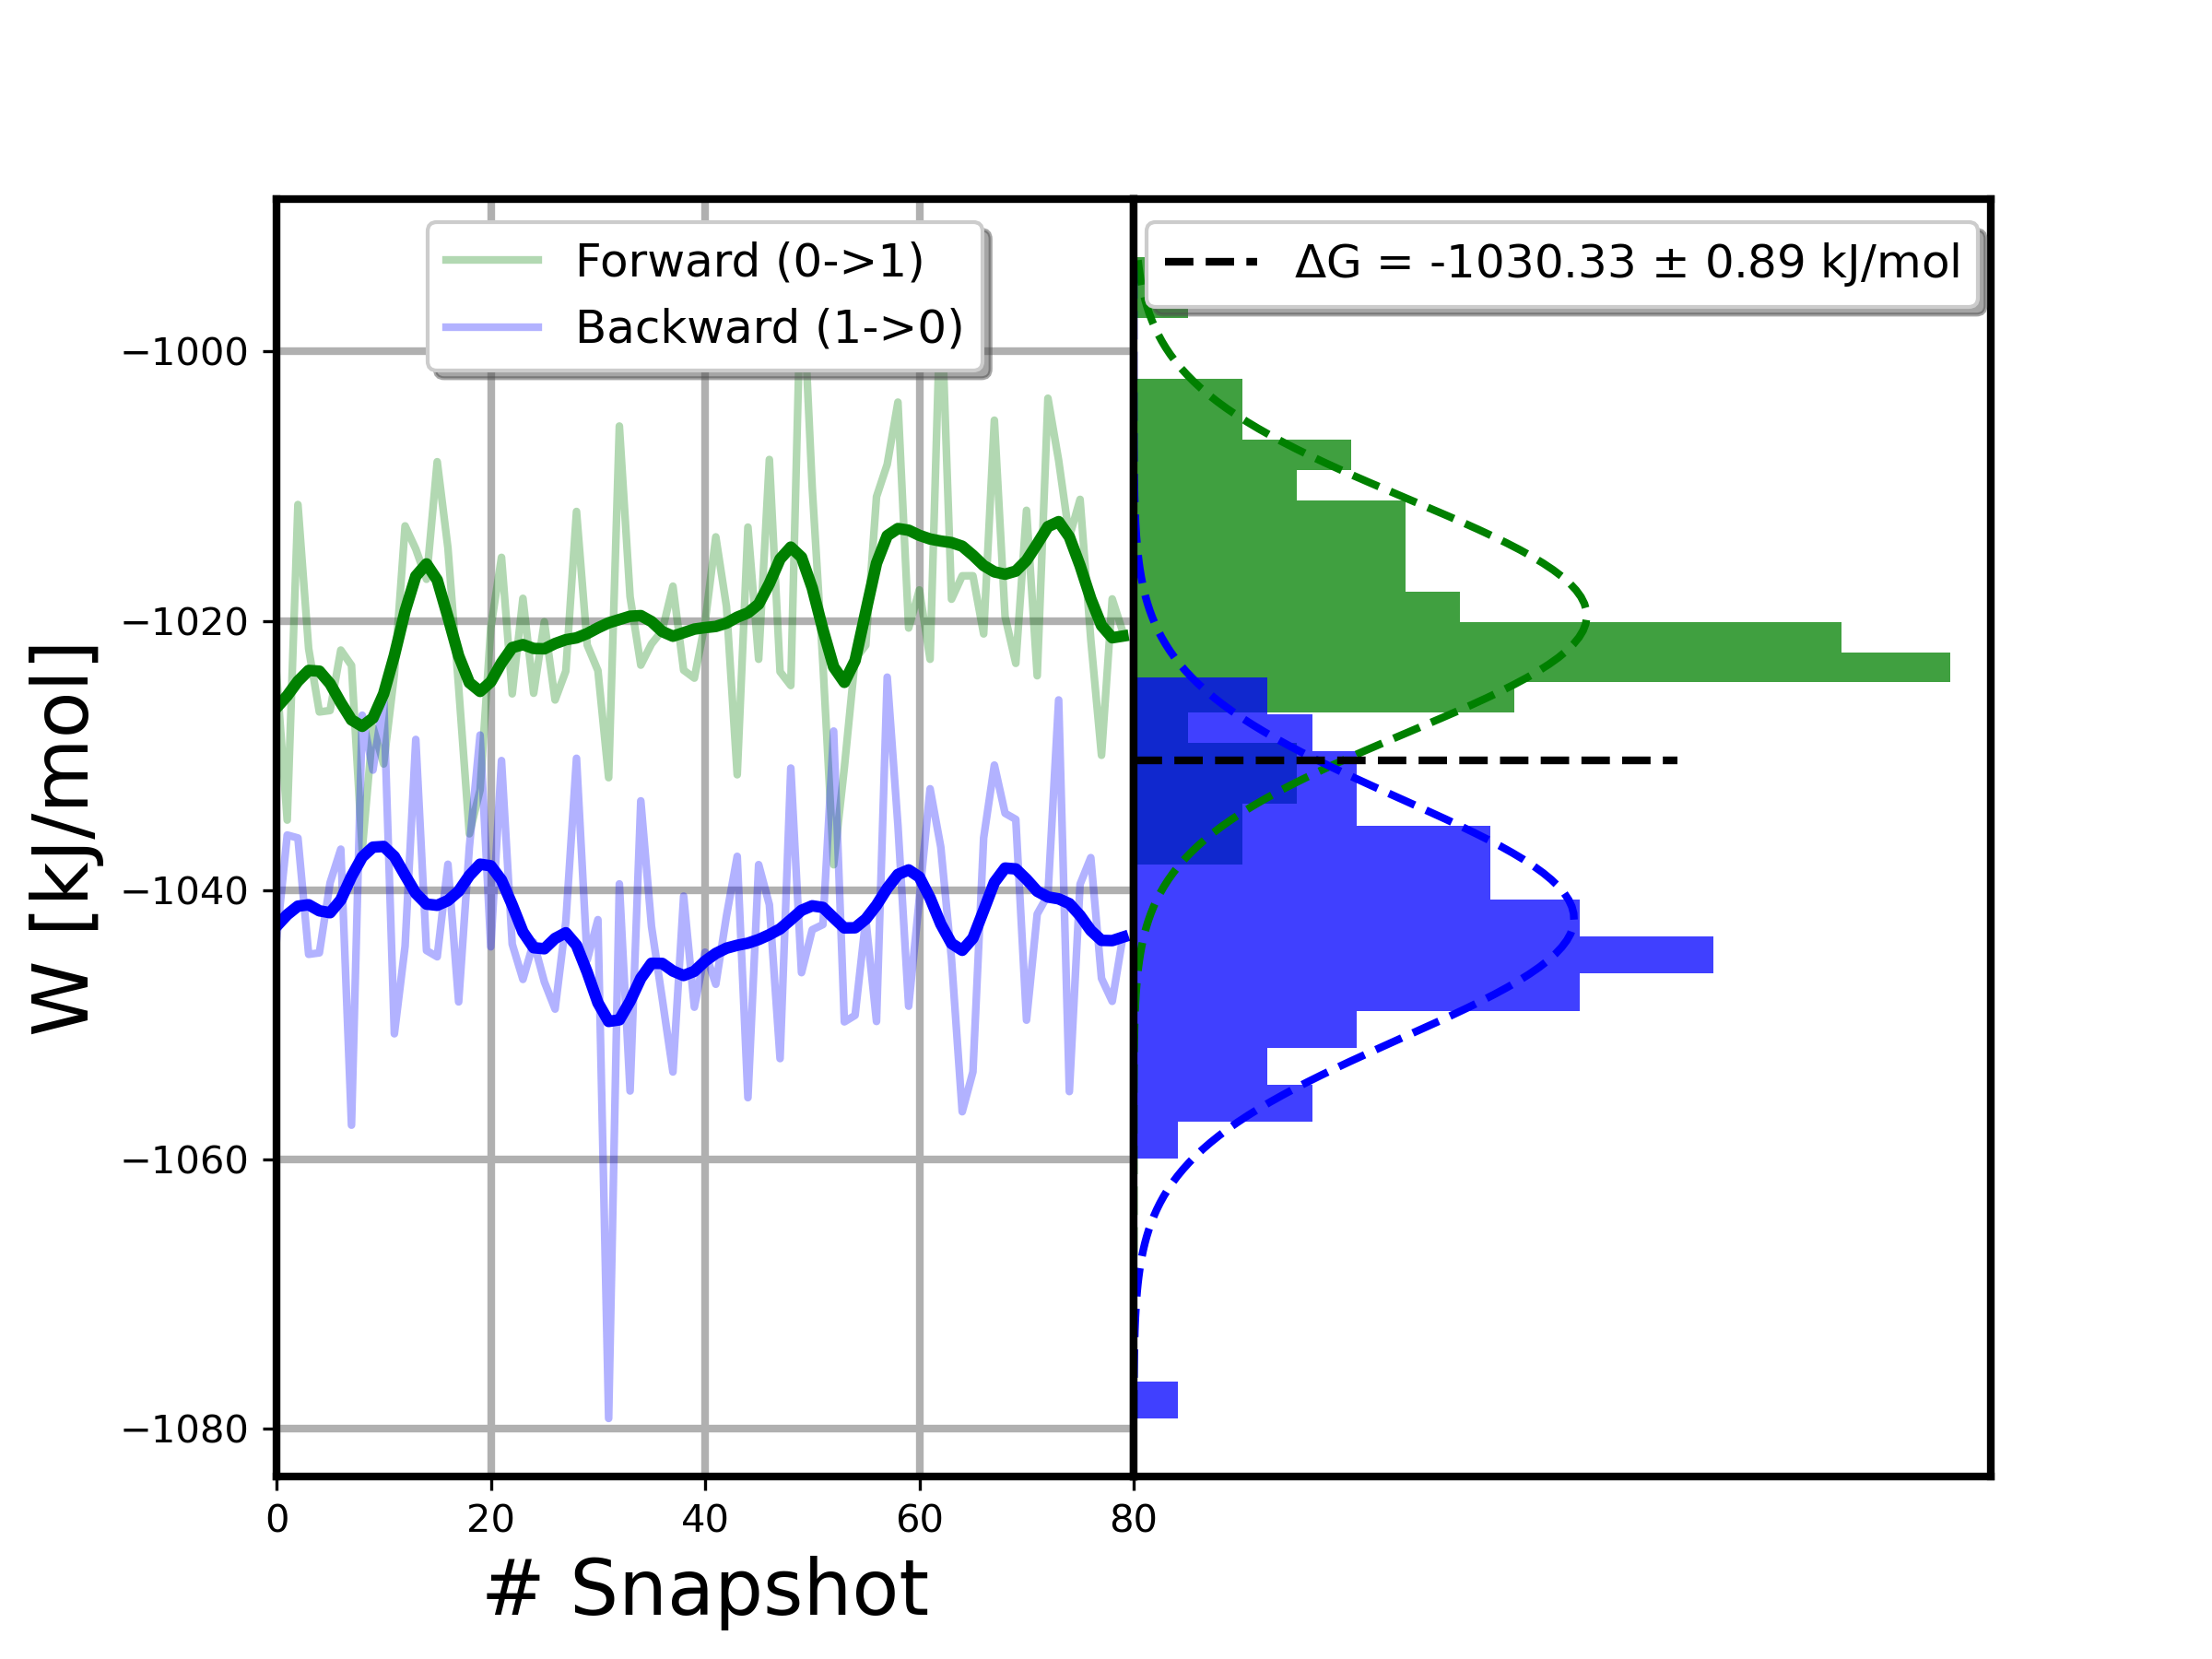 Forward (0->1)
Backward (1->0)
ΔG = -1030.33 ± 0.89 kJ/mol
W [kJ/mol]
−1000
−1020
−1040
−1060
−1080
0 20 40 60 80
# Snapshot